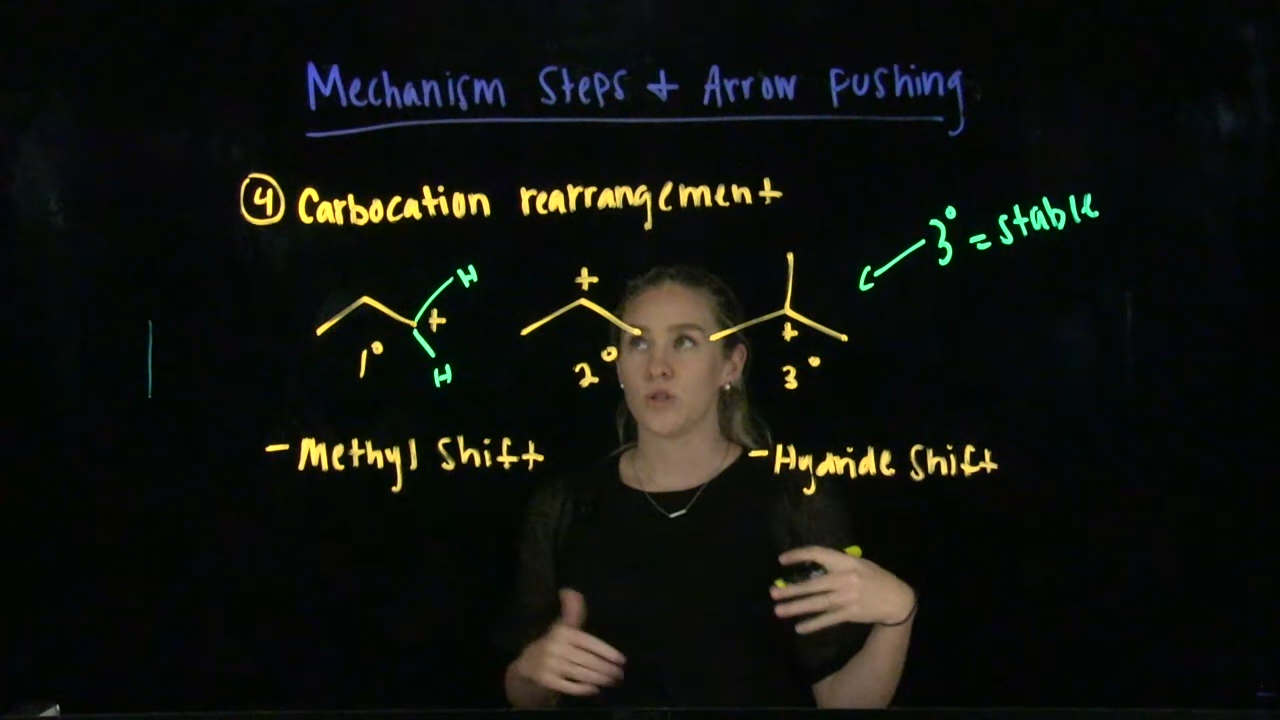 Mechanism Steps + Arrow Pushing
④ Carbocation rearrangement
C — 3° = stable
H
+
+
+
H
1°
2°
3°
- Methyl Shift
- Hydride Shift